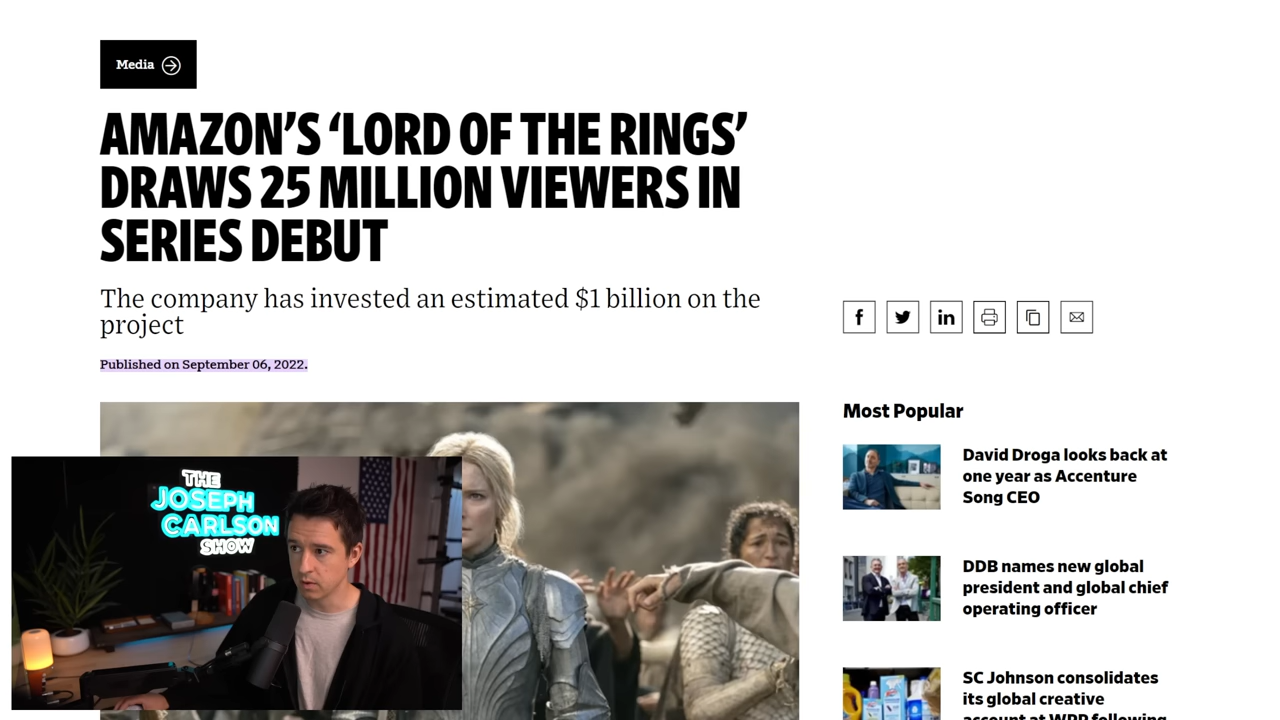 Media
AMAZON’S ‘LORD OF THE RINGS’
DRAWS 25 MILLION VIEWERS IN
SERIES DEBUT
The company has invested an estimated $1 billion on the
project
Published on September 06, 2022.
Most Popular
David Droga looks back at
one year as Accenture
Song CEO
DDB names new global
president and global chief
operating officer
SC Johnson consolidates
its global creative
account at WPP following
THE
JOSEPH
CARLSON
SHOW